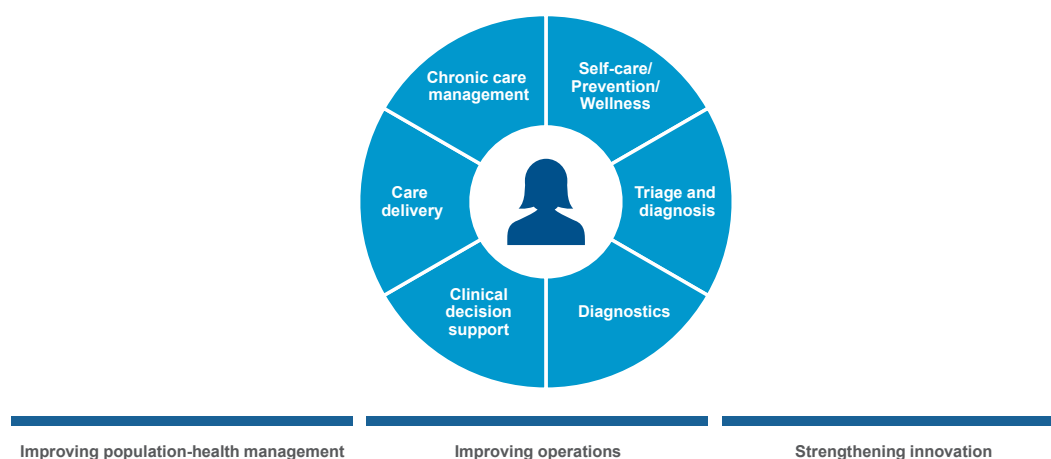 Chronic care
management
Self-care/
Prevention/
Wellness
Care
delivery
Triage and
diagnosis
Clinical
decision
support
Diagnostics
Improving population-health management
Improving operations
Strengthening innovation